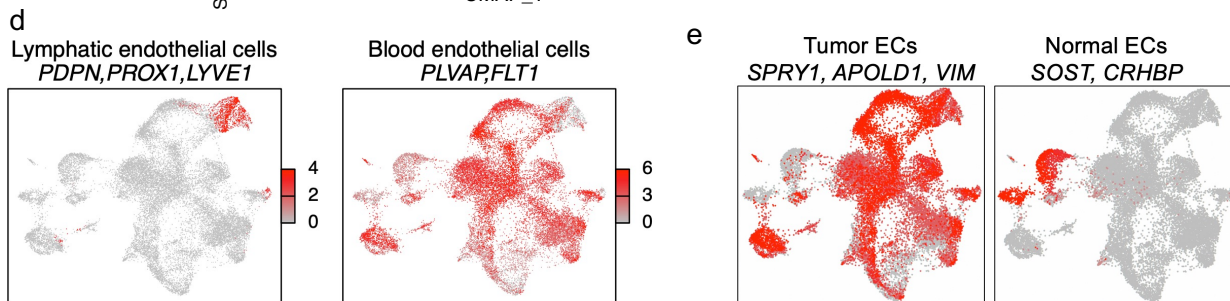 d
Lymphatic endothelial cells
PDPN,PROX1,LYVE1
4
2
0
Blood endothelial cells
PLVAP,FLT1
6
3
0
e
Tumor ECs
SPRY1, APOLD1, VIM
Normal ECs
SOST, CRHBP